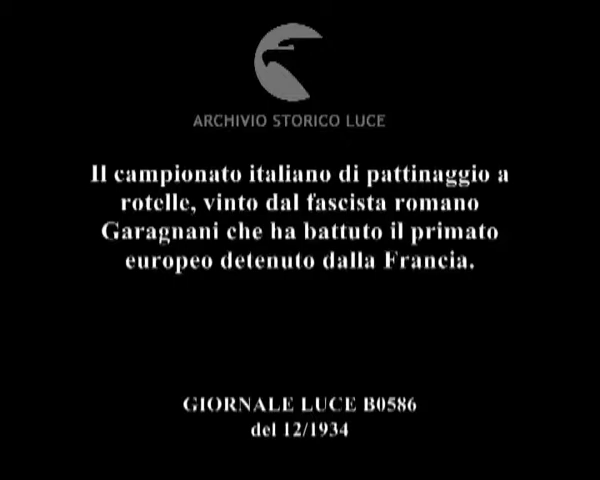 ARCHIVIO STORICO LUCE
Il campionato italiano di pattinaggio a
rotelle, vinto dal fascista romano
Garagnani che ha battuto il primato
europeo detenuto dalla Francia.
GIORNALE LUCE B0586
del 12/1934